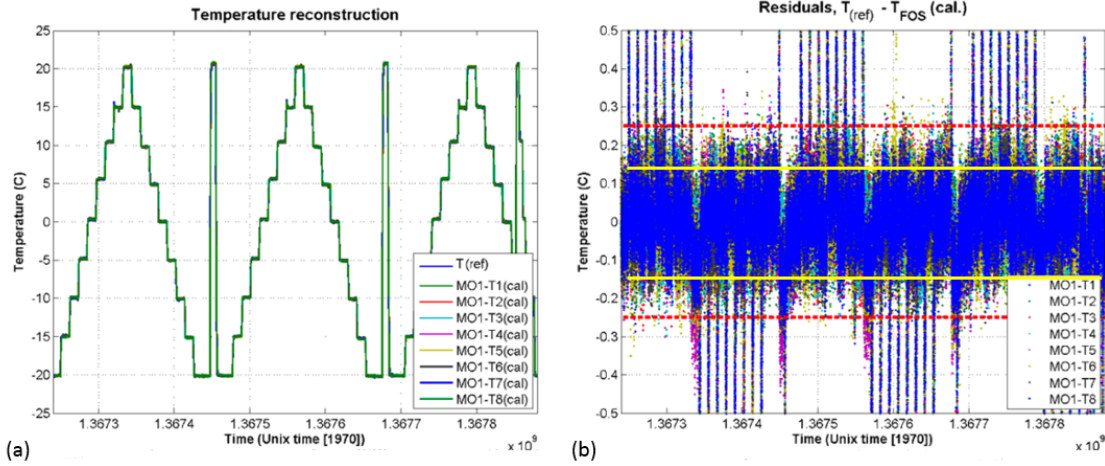 Temperature reconstruction
25
20
15
10
5
0
-5
-10
-15
-20
25
Temperature (C)
T(ref)
MO1-T1(cal)
MO1-T2(cal)
MO1-T3(cal)
MO1-T4(cal)
MO1-T5(cal)
MO1-T6(cal)
MO1-T7(cal)
MO1-T8(cal)
1.3673 1.3675 1.3676 1.3677 1.3678
Time (Unix time [1970])
x 10^9
(a)
Residuals, T(ref) - TFOS (cal.)
0.5
0.4
0.3
0.2
0.1
0
-0.1
-0.2
-0.3
-0.4
-0.5
Temperature (C)
MO1-T1
MO1-T2
MO1-T3
MO1-T4
MO1-T5
MO1-T6
MO1-T7
MO1-T8
1.3673 1.3675 1.3676 1.3677 1.3678
Time (Unix time [1970])
x 10^9
(b)